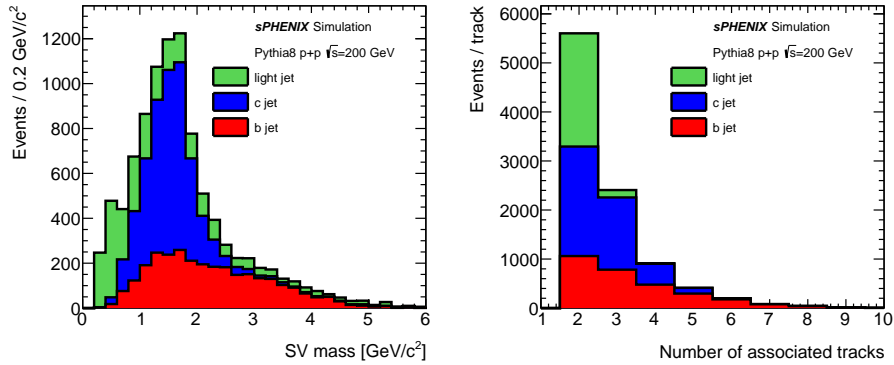 Events / 0.2 GeV/c²
1200
1000
800
600
400
200
0
sPHENIX Simulation
Pythia8 p+p √s=200 GeV
light jet
c jet
b jet
0 1 2 3 4 5 6
SV mass [GeV/c²]
Events / track
6000
5000
4000
3000
2000
1000
0
sPHENIX Simulation
Pythia8 p+p √s=200 GeV
light jet
c jet
b jet
1 2 3 4 5 6 7 8 9 10
Number of associated tracks